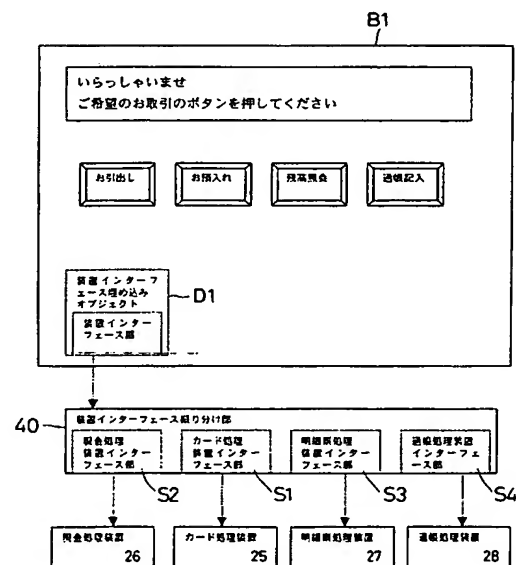 B1
いらっしゃいませ
ご希望のお取引のボタンを押してください
お引出し
お預入れ
残高照会
通帳記入
装置インターフ
ェース埋め込み
オブジェクト
D1
装置インター
フェース部
40
装置インターフェース振り分け部
現金処理
装置インター
フェース部
カード処理
装置インター
フェース部
明細票処理
装置インター
フェース部
通帳処理装置
インターフェ
ース部
S2
S1
S3
S4
現金処理装置
26
カード処理装置
25
明細票処理装置
27
通帳処理装置
28